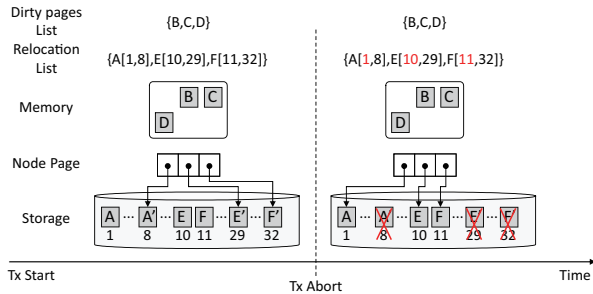 Dirty pages List {B,C,D} {B,C,D}
Relocation List {A[1,8],E[10,29],F[11,32]} {A[1,8],E[10,29],F[11,32]}
Memory
B C B C
D D
Node Page
Storage A ··· A′ ··· E F ··· E′ ··· F′ A ··· A ··· E F ··· E′ ··· F
1 8 10 11 29 32 1 8 10 11 29 32
Tx Start Tx Abort Time